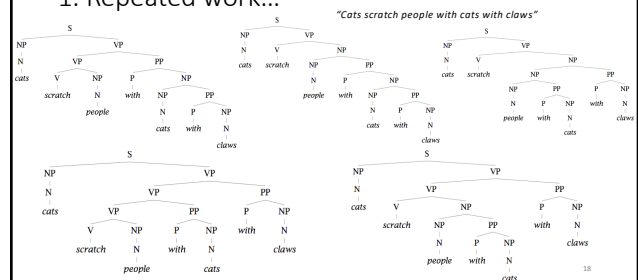 1. Repeated work…
"Cats scratch people with cats with claws"
S
NP VP
N VP PP
cats V NP P NP
scratch N with NP PP
people N P NP
cats with N
claws
S
NP VP
N V NP
cats scratch NP PP
N P NP
people with NP PP
N P NP
cats with N
claws
S
NP VP
N V NP
cats scratch NP PP
NP PP P NP
N P NP with N
people with N claws
cats
S
NP VP
N VP PP
cats VP PP P NP
V NP P NP with N
scratch N with N claws
people cats
S
NP VP
N VP PP
cats V NP P NP
scratch NP PP with N
N P NP claws
people with N
cats
18